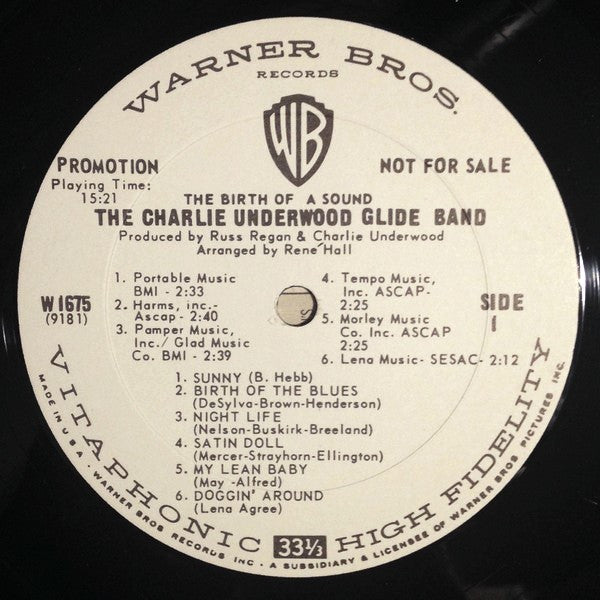 WARNER BROS.
RECORDS
WB
PROMOTION
NOT FOR SALE
Playing Time:
15:21
THE BIRTH OF A SOUND
THE CHARLIE UNDERWOOD GLIDE BAND
Produced by Russ Regan & Charlie Underwood
Arranged by René Hall
W 1675
(9181)
1. Portable Music
BMI - 2:33
2. Harms, inc.-
Ascap - 2:40
3. Pamper Music,
Inc./ Glad Music
Co. BMI - 2:39
4. Tempo Music,
Inc. ASCAP-
2:25
5. Morley Music
Co. Inc. ASCAP
2:25
6. Lena Music- SESAC- 2:12
SIDE
1
1. SUNNY (B. Hebb)
2. BIRTH OF THE BLUES
(DeSylva-Brown-Henderson)
3. NIGHT LIFE
(Nelson-Buskirk-Breeland)
4. SATIN DOLL
(Mercer-Strayhorn-Ellington)
5. MY LEAN BABY
(May -Alfred)
6. DOGGIN' AROUND
(Lena Agree)
VITAPHONIC 33⅓ HIGH FIDELITY
MADE IN U.S.A. · WARNER BROS RECORDS INC · A SUBSIDIARY & LICENSEE OF WARNER BROS PICTURES INC.